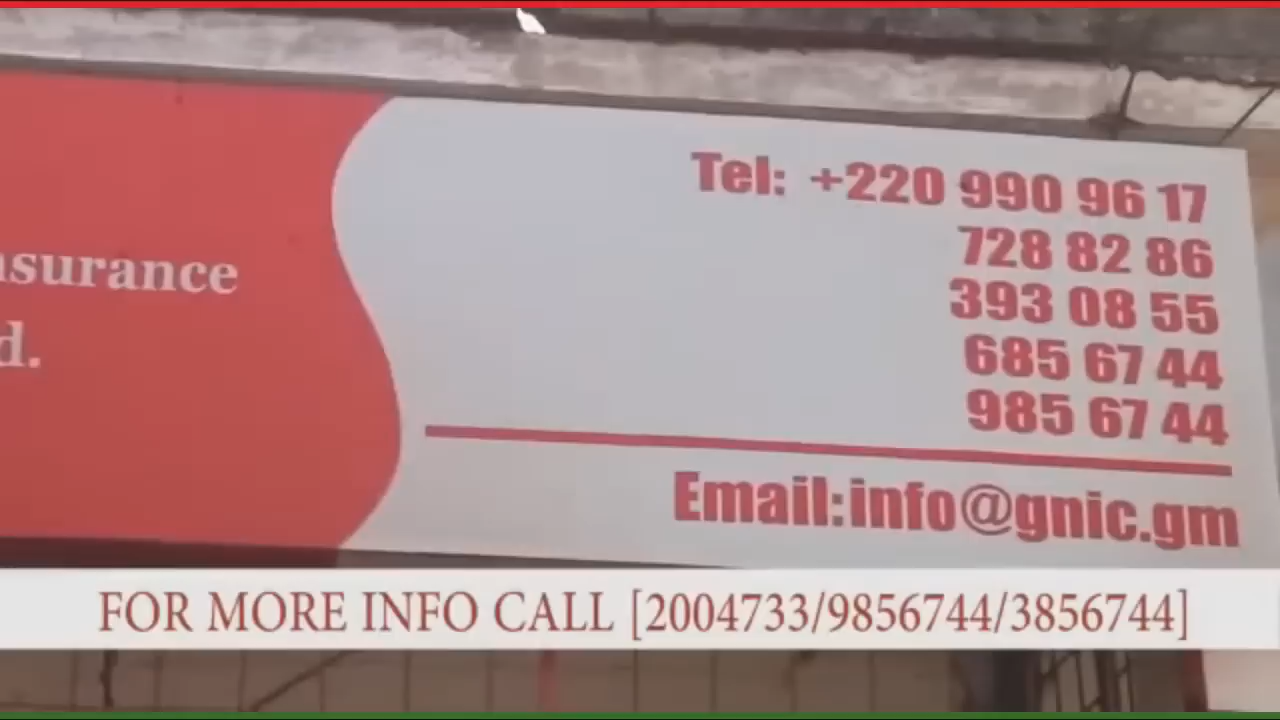 nsurance
d.
Tel: +220 990 96 17
728 82 86
393 08 55
685 67 44
985 67 44
Email:info@gnic.gm
FOR MORE INFO CALL [2004733/9856744/3856744]